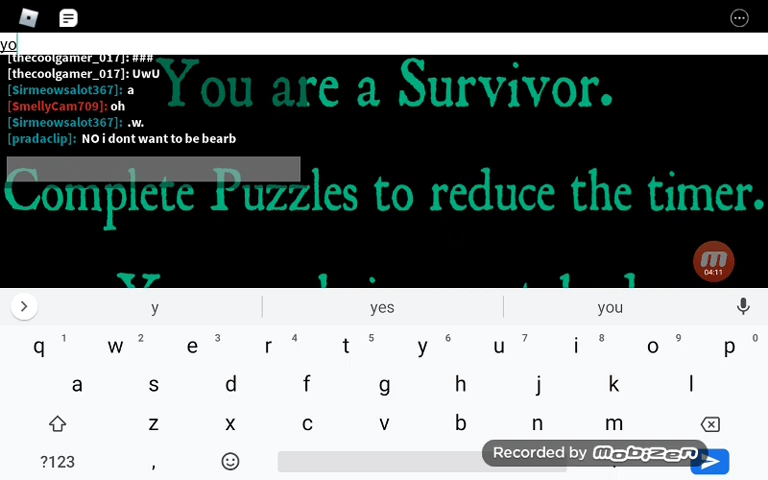 yo
[thecoolgamer_017]: ###
[thecoolgamer_017]: UwU
[Sirmeowsalot367]: a
[SmellyCam709]: oh
[Sirmeowsalot367]: .w.
[pradaclip]: NO i dont want to be bearb
You are a Survivor.
Complete Puzzles to reduce the timer.
04:11
y yes you
q 1 w 2 e 3 r 4 t 5 y 6 u 7 i 8 o 9 p 0
a s d f g h j k l
z x c v b n m
?123 , .
Recorded by mobizen